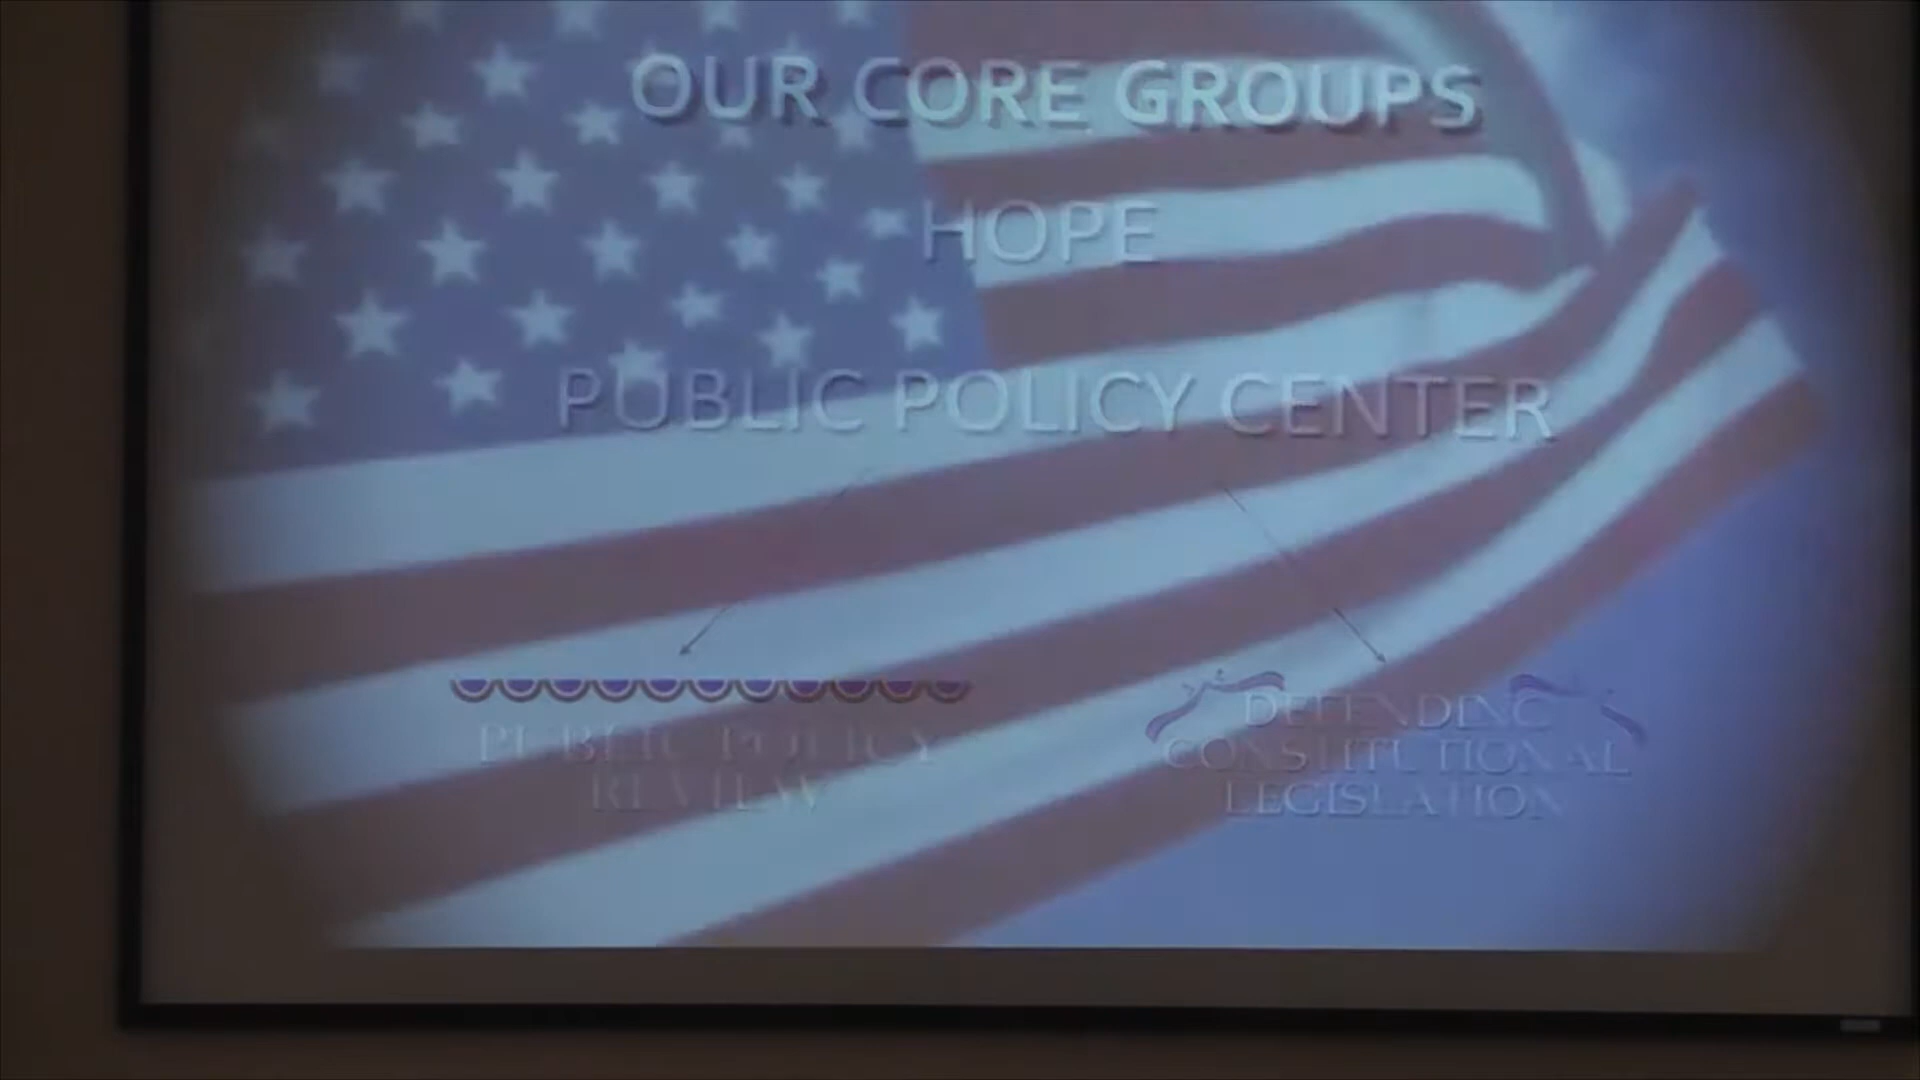 OUR CORE GROUPS
HOPE
PUBLIC POLICY CENTER
PUBLIC POLICY
REVIEW
DEFENDING
CONSTITUTIONAL
LEGISLATION